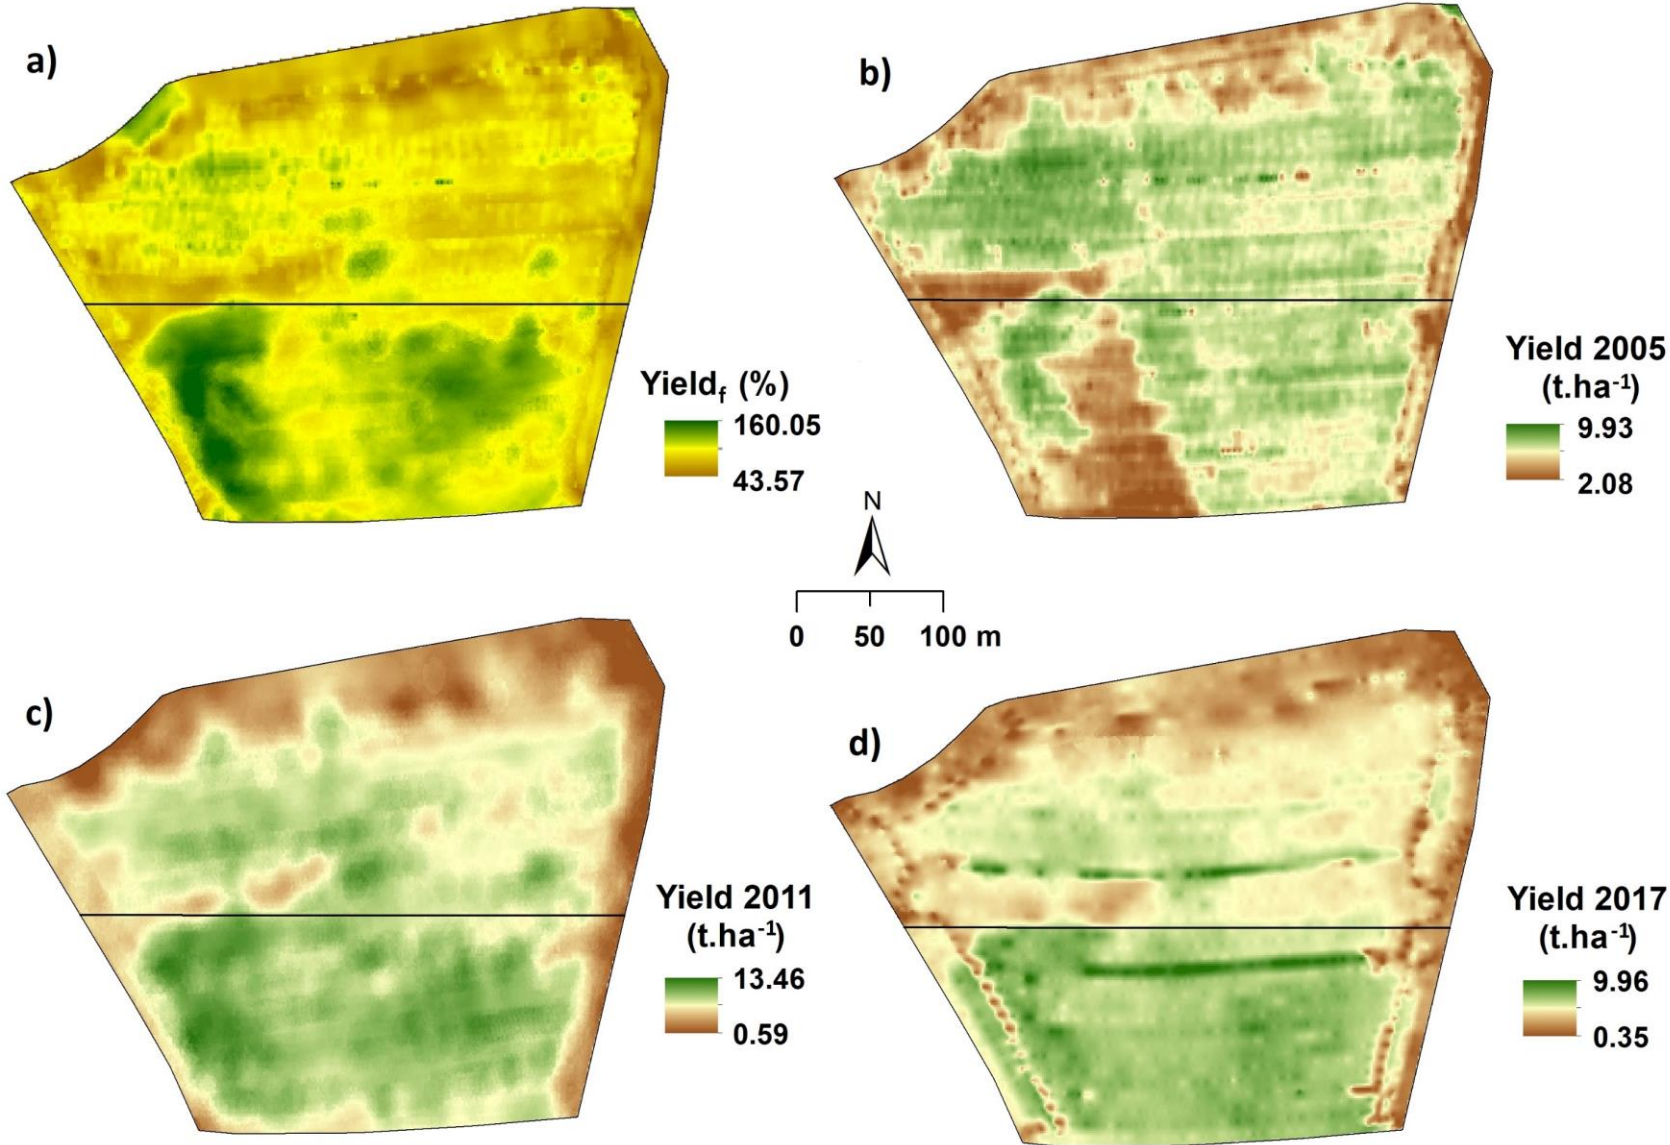 a)
b)
Yield_f (%)
160.05
43.57
Yield 2005
(t.ha⁻¹)
9.93
2.08
N
0 50 100 m
c)
d)
Yield 2011
(t.ha⁻¹)
13.46
0.59
Yield 2017
(t.ha⁻¹)
9.96
0.35